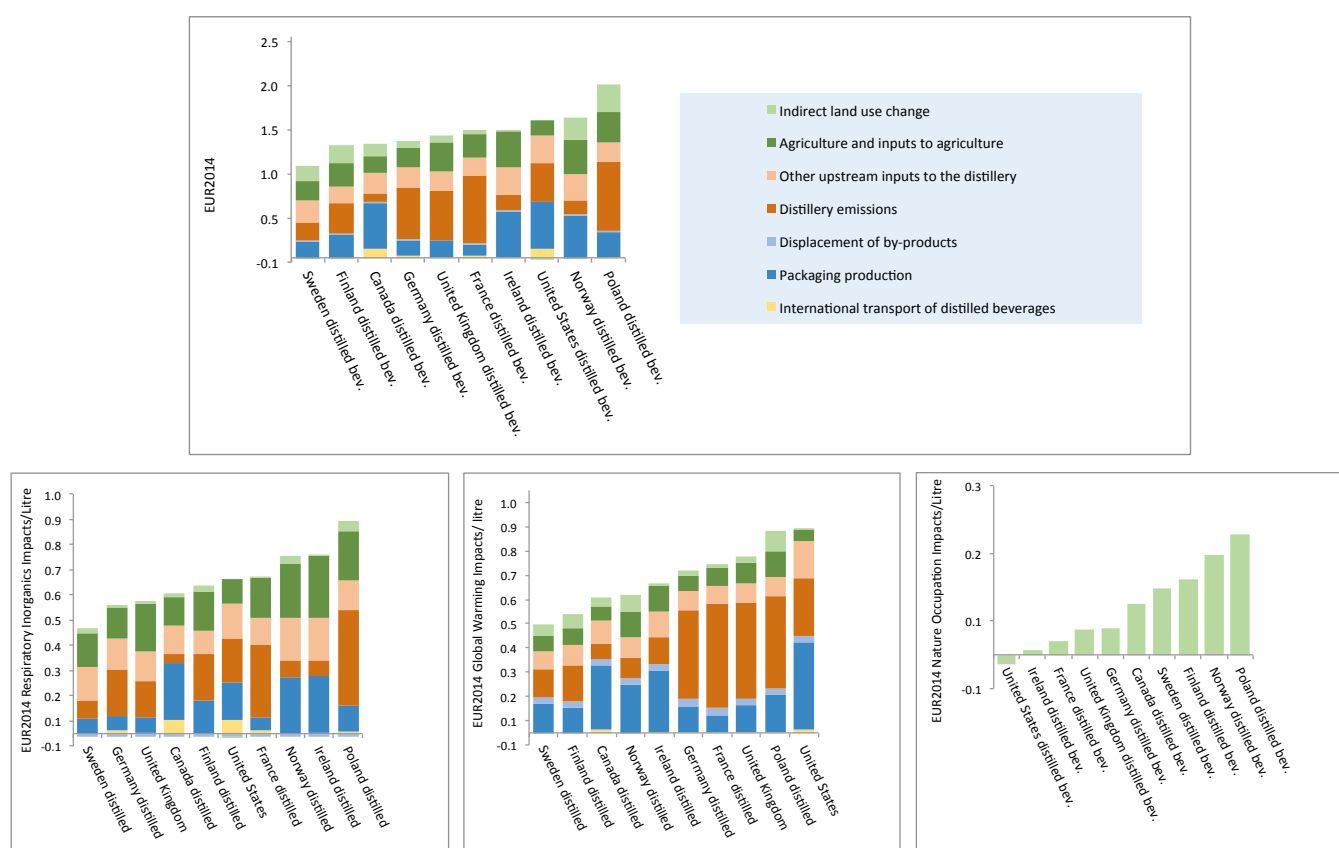 2.5
2.0
1.5
1.0
0.5
-0.1
EUR2014
Sweden distilled bev.
Finland distilled bev.
Canada distilled bev.
Germany distilled bev.
United Kingdom distilled bev.
France distilled bev.
Ireland distilled bev.
United States distilled bev.
Norway distilled bev.
Poland distilled bev.
Indirect land use change
Agriculture and inputs to agriculture
Other upstream inputs to the distillery
Distillery emissions
Displacement of by-products
Packaging production
International transport of distilled beverages
EUR2014 Respiratory Inorganics Impacts/Litre
1.0
0.9
0.8
0.7
0.6
0.5
0.4
0.3
0.2
0.1
-0.1
Sweden distilled
Germany distilled
United Kingdom
Canada distilled
Finland distilled
United States
France distilled
Norway distilled
Ireland distilled
Poland distilled
EUR2014 Global Warming Impacts/ litre
1.0
0.9
0.8
0.7
0.6
0.5
0.4
0.3
0.2
0.1
-0.1
Sweden distilled
Finland distilled
Canada distilled
Norway distilled
Ireland distilled
Germany distilled
France distilled
United Kingdom
Poland distilled
United States
EUR2014 Nature Occupation Impacts/Litre
0.3
0.2
0.1
-0.1
United States distilled bev.
Ireland distilled bev.
France distilled bev.
United Kingdom distilled bev.
Germany distilled bev.
Canada distilled bev.
Sweden distilled bev.
Finland distilled bev.
Norway distilled bev.
Poland distilled bev.